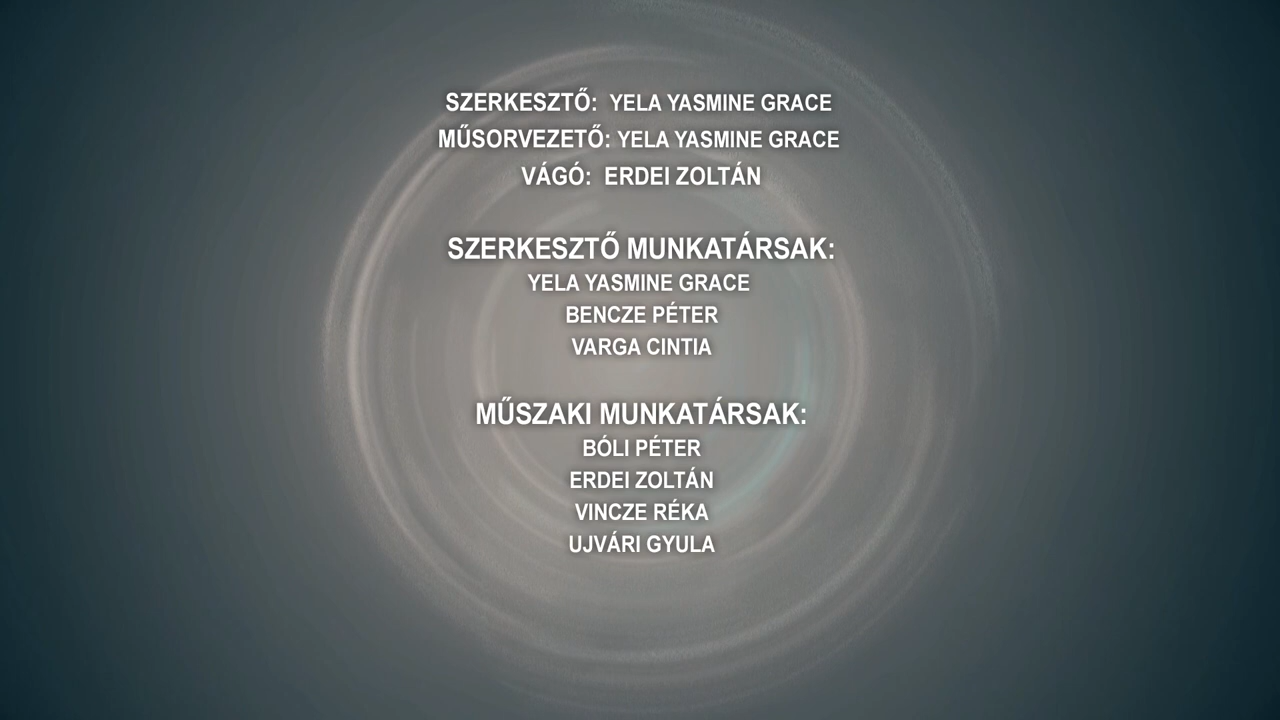 SZERKESZTŐ: YELA YASMINE GRACE
MŰSORVEZETŐ: YELA YASMINE GRACE
VÁGÓ: ERDEI ZOLTÁN
SZERKESZTŐ MUNKATÁRSAK:
YELA YASMINE GRACE
BENCZE PÉTER
VARGA CINTIA
MŰSZAKI MUNKATÁRSAK:
BÓLI PÉTER
ERDEI ZOLTÁN
VINCZE RÉKA
UJVÁRI GYULA